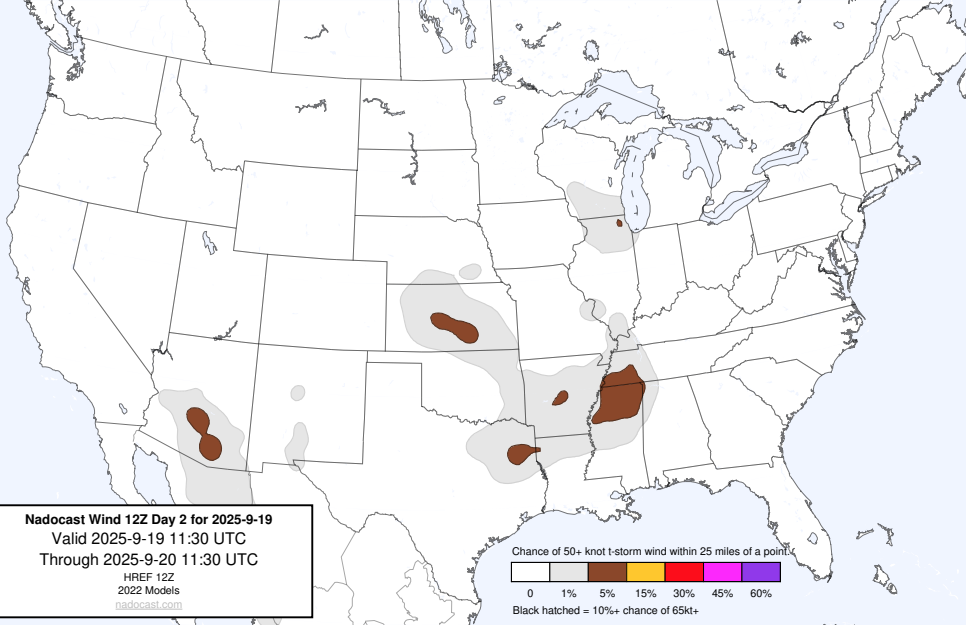 Nadocast Wind 12Z Day 2 for 2025-9-19
Valid 2025-9-19 11:30 UTC
Through 2025-9-20 11:30 UTC
HREF 12Z
2022 Models
nadocast.com
Chance of 50+ knot t-storm wind within 25 miles of a point.
0 1% 5% 15% 30% 45% 60%
Black hatched = 10%+ chance of 65kt+